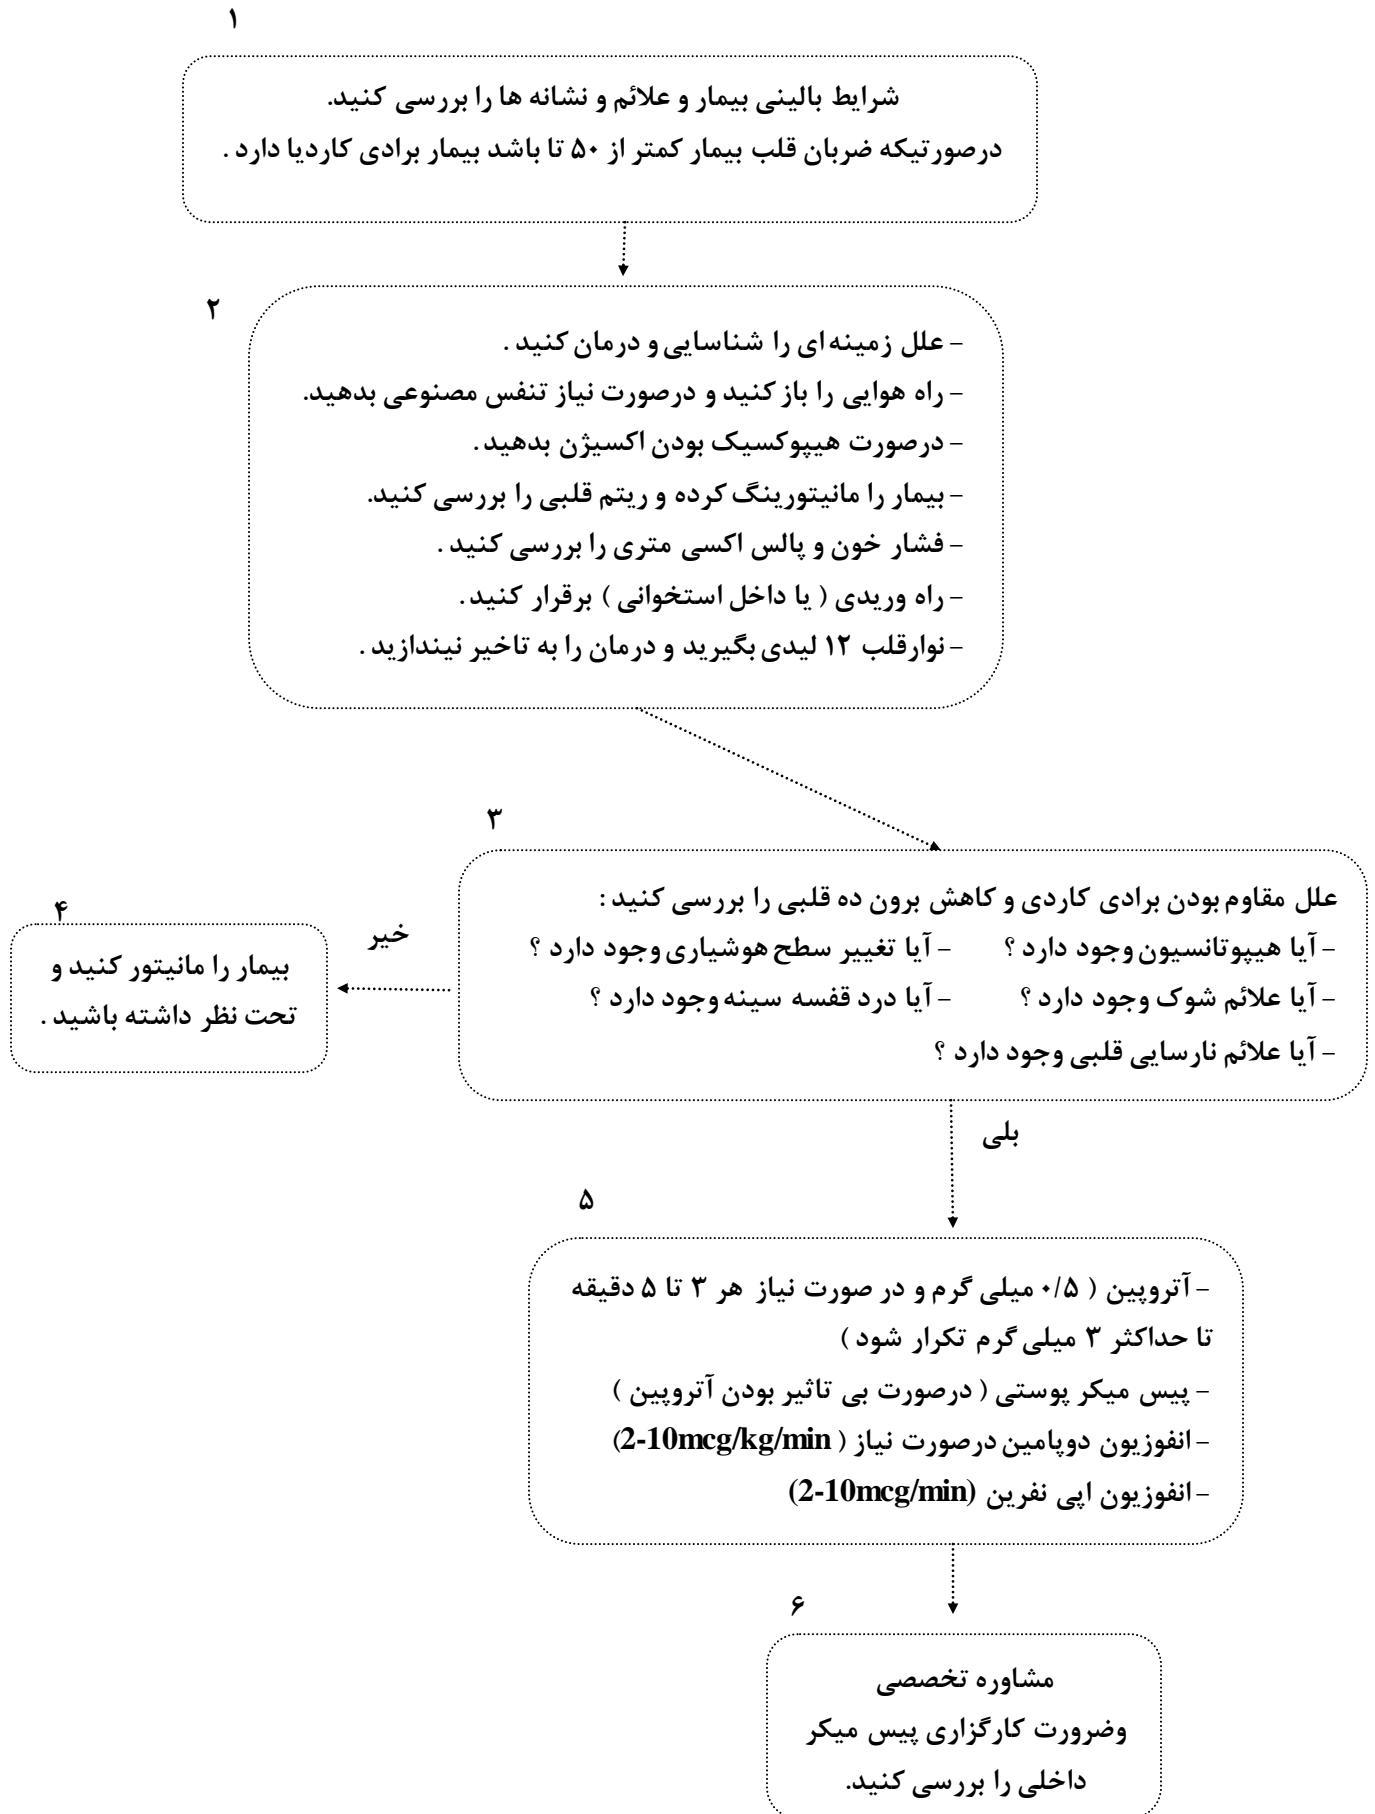 ۱
شرایط بالینی بیمار و علائم و نشانه ها را بررسی کنید.
درصورتیکه ضربان قلب بیمار کمتر از ۵۰ تا باشد بیمار برادی کاردیا دارد .
۲
- علل زمینه ای را شناسایی و درمان کنید .
- راه هوایی را باز کنید و درصورت نیاز تنفس مصنوعی بدهید.
- درصورت هیپوکسیک بودن اکسیژن بدهید .
- بیمار را مانیتورینگ کرده و ریتم قلبی را بررسی کنید.
- فشار خون و پالس اکسی متری را بررسی کنید .
- راه وریدی ( یا داخل استخوانی ) برقرار کنید .
- نوارقلب ۱۲ لیدی بگیرید و درمان را به تاخیر نیندازید .
۳
علل مقاوم بودن برادی کاردی و کاهش برون ده قلبی را بررسی کنید :
- آیا هیپوتانسیون وجود دارد ؟ - آیا تغییر سطح هوشیاری وجود دارد ؟
- آیا علائم شوک وجود دارد ؟ - آیا درد قفسه سینه وجود دارد ؟
- آیا علائم نارسایی قلبی وجود دارد ؟
خیر
۴
بیمار را مانیتور کنید و
تحت نظر داشته باشید .
بلی
۵
- آتروپین ( ۰/۵ میلی گرم و در صورت نیاز هر ۳ تا ۵ دقیقه
تا حداکثر ۳ میلی گرم تکرار شود )
- پیس میکر پوستی ( درصورت بی تاثیر بودن آتروپین )
- انفوزیون دوپامین درصورت نیاز ( 2-10mcg/kg/min)
- انفوزیون اپی نفرین (2-10mcg/min)
۶
مشاوره تخصصی
وضرورت کارگزاری پیس میکر
داخلی را بررسی کنید.